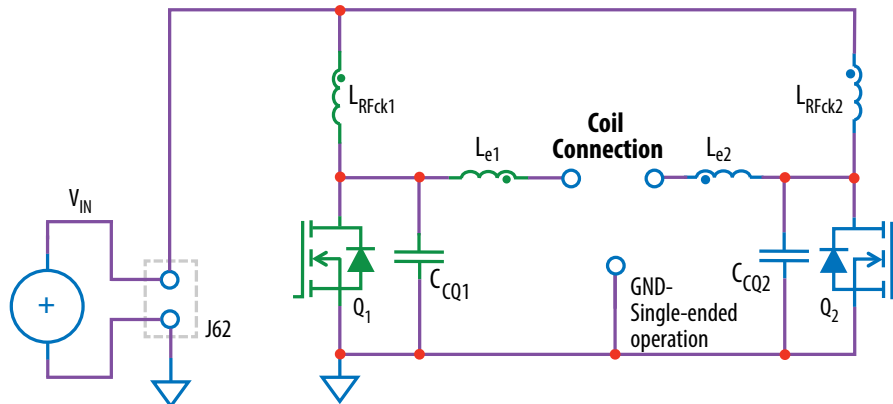 L_RFck1
L_RFck2
Coil
Connection
L_e1
L_e2
V_IN
+
J62
Q_1
C_CQ1
GND-
Single-ended
operation
C_CQ2
Q_2